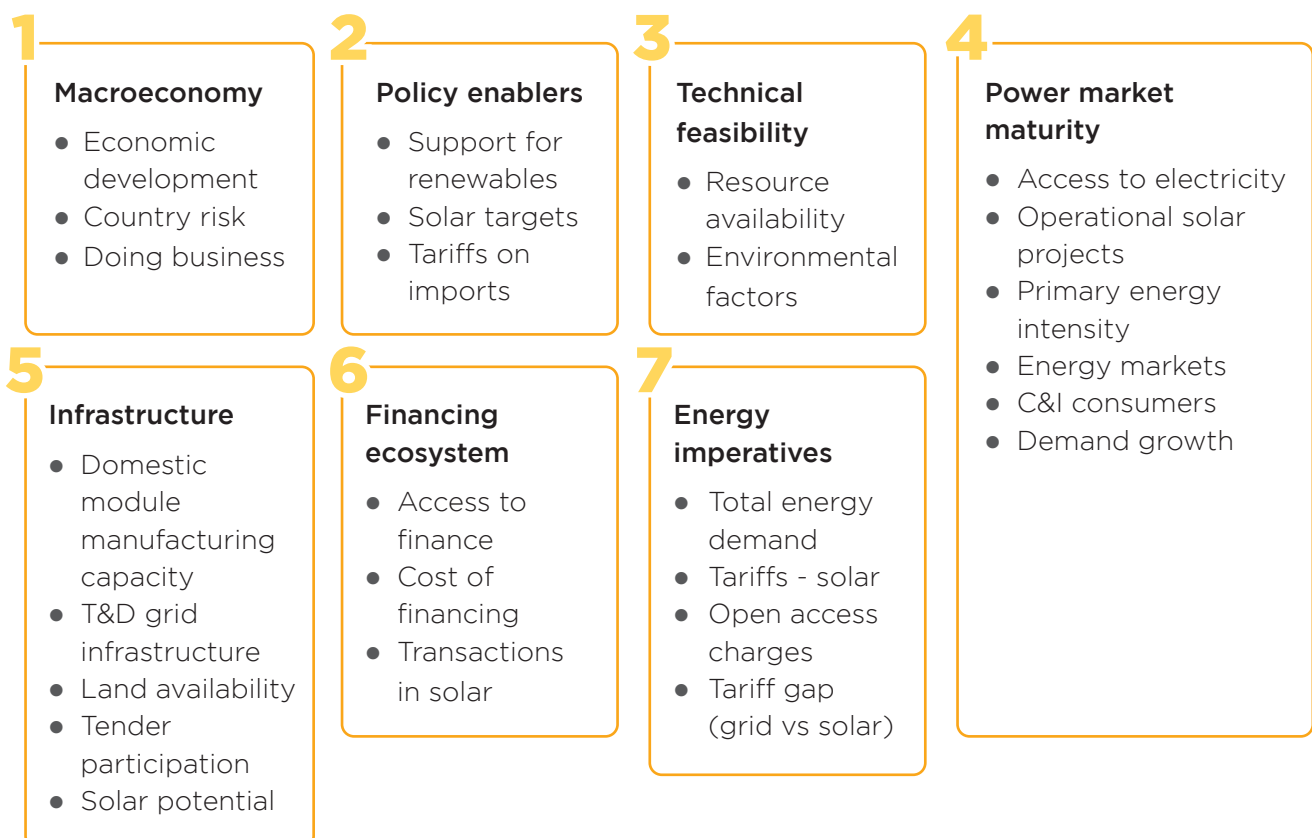 1
Macroeconomy
● Economic
development
● Country risk
● Doing business
2
Policy enablers
● Support for
renewables
● Solar targets
● Tariffs on
imports
3
Technical
feasibility
● Resource
availability
● Environmental
factors
4
Power market
maturity
● Access to electricity
● Operational solar
projects
● Primary energy
intensity
● Energy markets
● C&I consumers
● Demand growth
5
Infrastructure
● Domestic
module
manufacturing
capacity
● T&D grid
infrastructure
● Land availability
● Tender
participation
● Solar potential
6
Financing
ecosystem
● Access to
finance
● Cost of
financing
● Transactions
in solar
7
Energy
imperatives
● Total energy
demand
● Tariffs - solar
● Open access
charges
● Tariff gap
(grid vs solar)